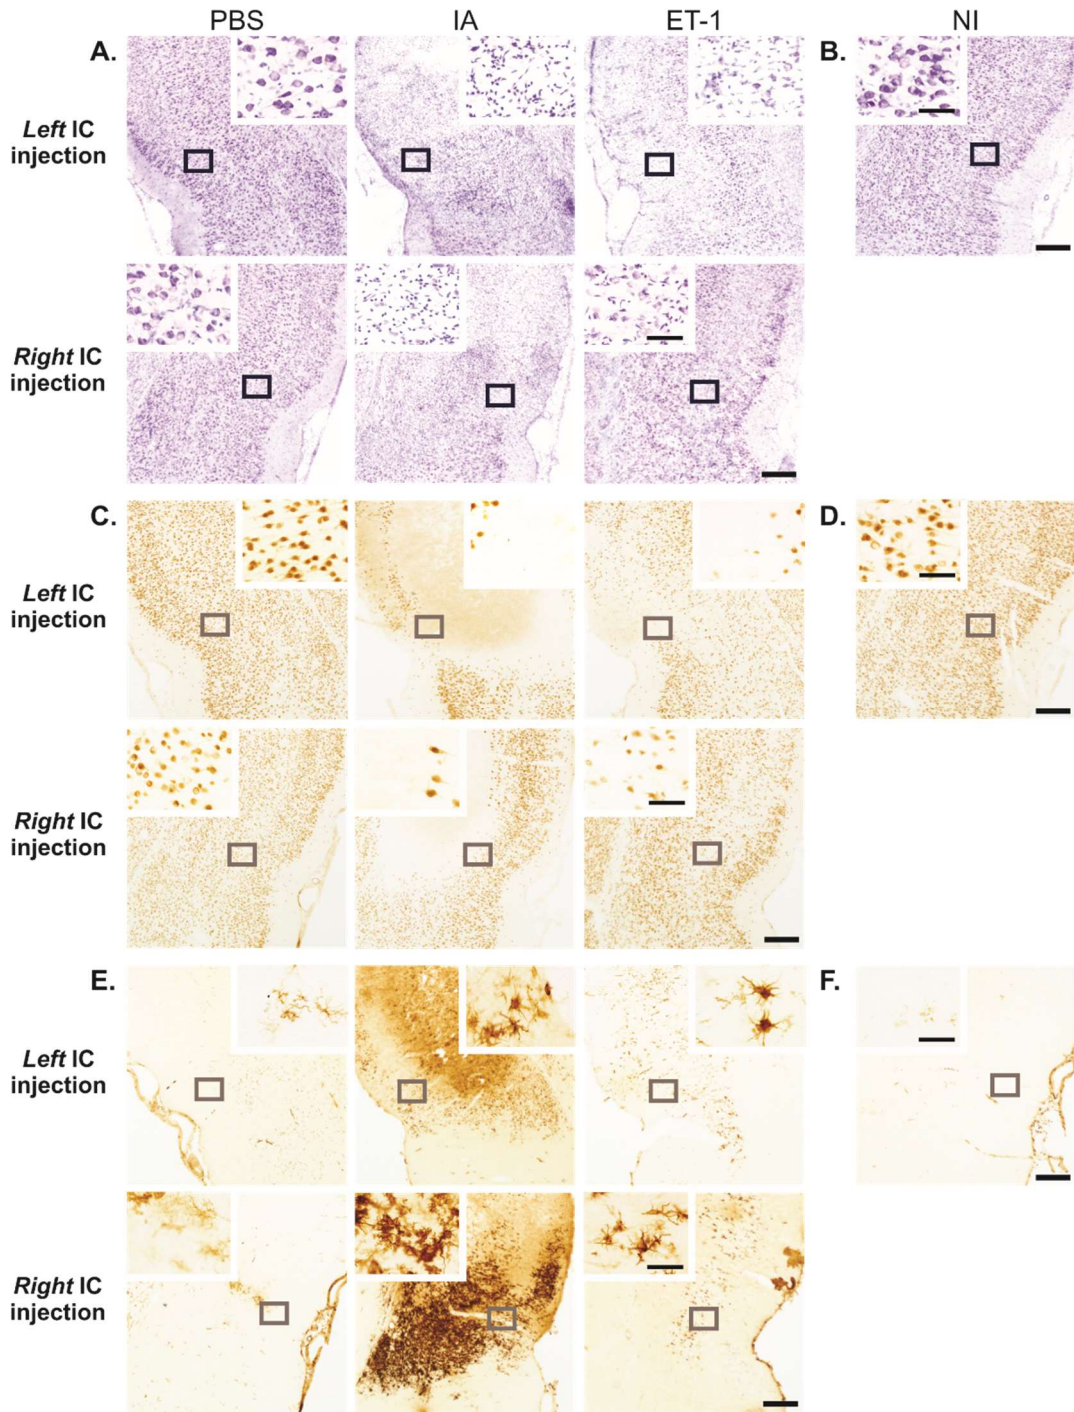 PBS IA ET-1 NI
A. B.
Left IC
injection
Right IC
injection
C. D.
Left IC
injection
Right IC
injection
E. F.
Left IC
injection
Right IC
injection